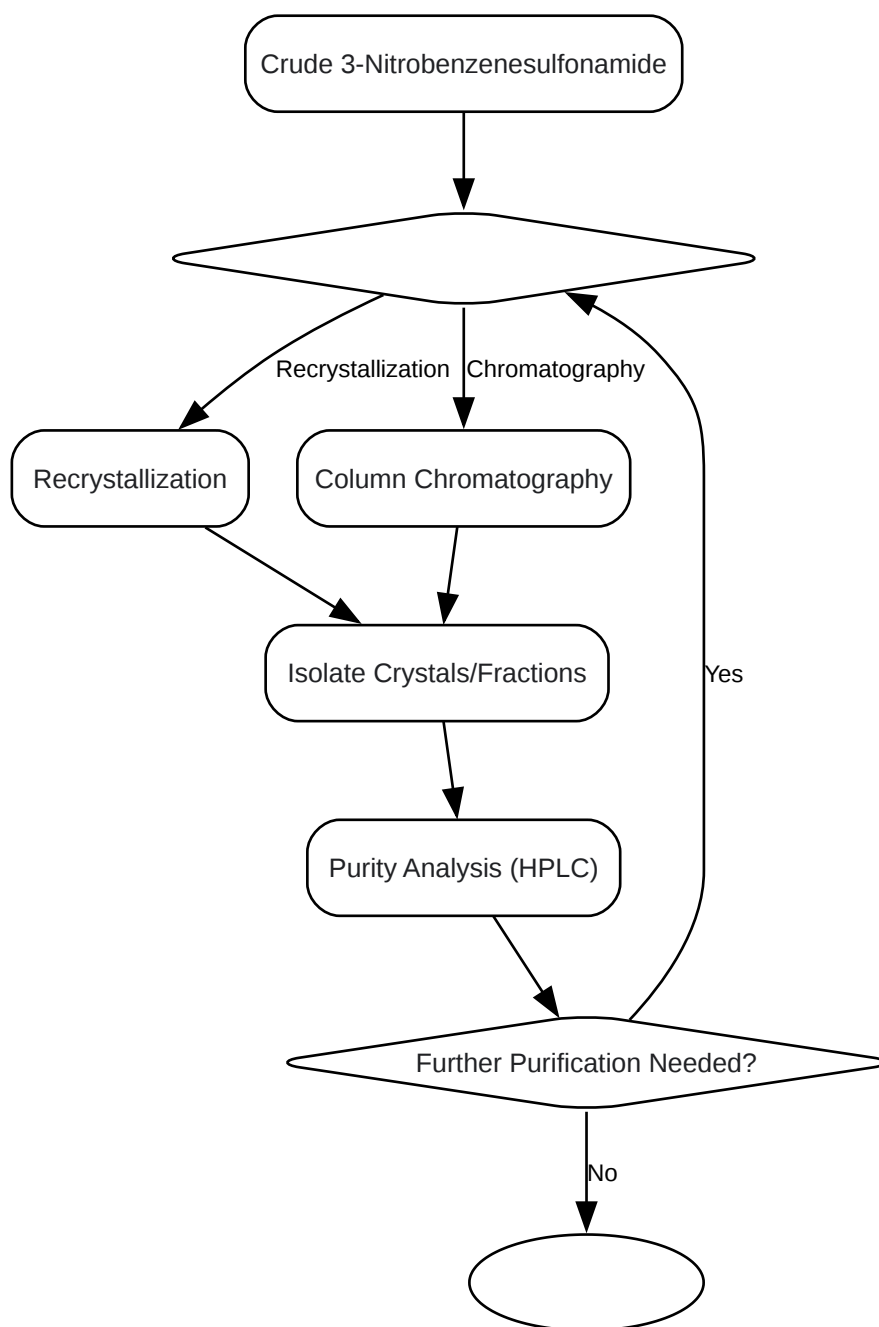 Crude 3-Nitrobenzenesulfonamide
Recrystallization
Chromatography
Recrystallization
Column Chromatography
Isolate Crystals/Fractions
Yes
Purity Analysis (HPLC)
Further Purification Needed?
No